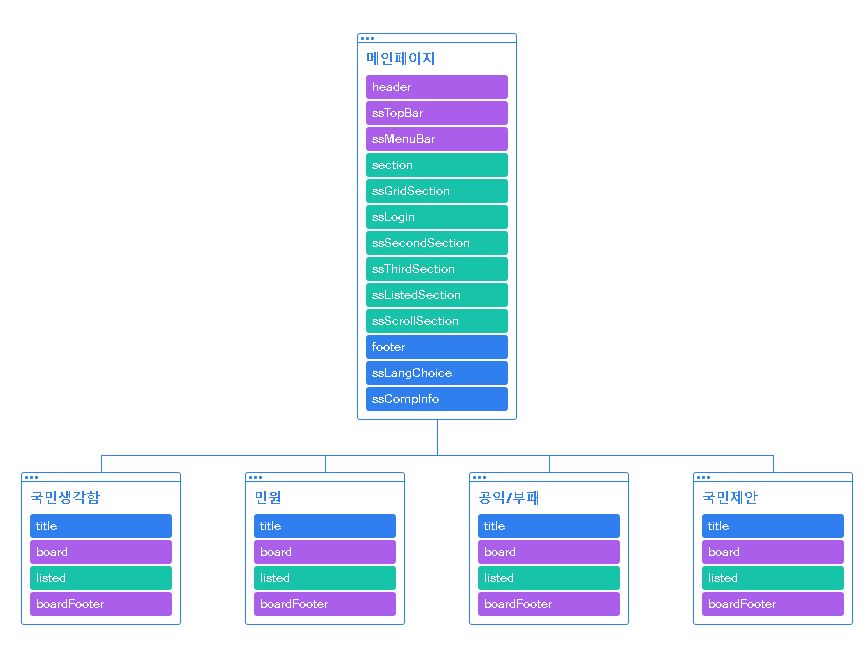 메인페이지
header
ssTopBar
ssMenuBar
section
ssGridSection
ssLogin
ssSecondSection
ssThirdSection
ssListedSection
ssScrollSection
footer
ssLangChoice
ssCompInfo
국민생각함
title
board
listed
boardFooter
민원
title
board
listed
boardFooter
공익/부패
title
board
listed
boardFooter
국민제안
title
board
listed
boardFooter